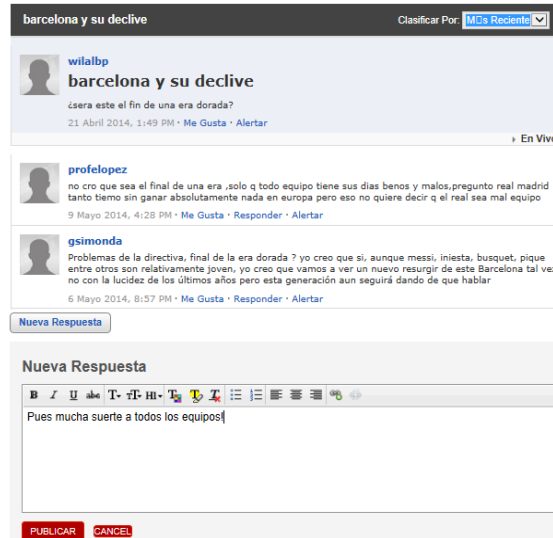 barcelona y su declive
Clasificar Por: M□s Reciente
wilalbp
barcelona y su declive
¿sera este el fin de una era dorada?
21 Abril 2014, 1:49 PM · Me Gusta · Alertar
En Vivo
profelopez
no cro que sea el final de una era ,solo q todo equipo tiene sus dias benos y malos,pregunto real madrid
tanto tiemo sin ganar absolutamente nada en europa pero eso no quiere decir q el real sea mal equipo
9 Mayo 2014, 4:28 PM · Me Gusta · Responder · Alertar
gsimonda
Problemas de la directiva, final de la era dorada ? yo creo que si, aunque messi, iniesta, busquet, pique
entre otros son relativamente joven, yo creo que vamos a ver un nuevo resurgir de este Barcelona tal vez
no con la lucidez de los últimos años pero esta generación aun seguirá dando de que hablar
6 Mayo 2014, 8:57 PM · Me Gusta · Responder · Alertar
Nueva Respuesta
Nueva Respuesta
B I U abc T TT HI T T T
Pues mucha suerte a todos los equipos!
PUBLICAR CANCEL